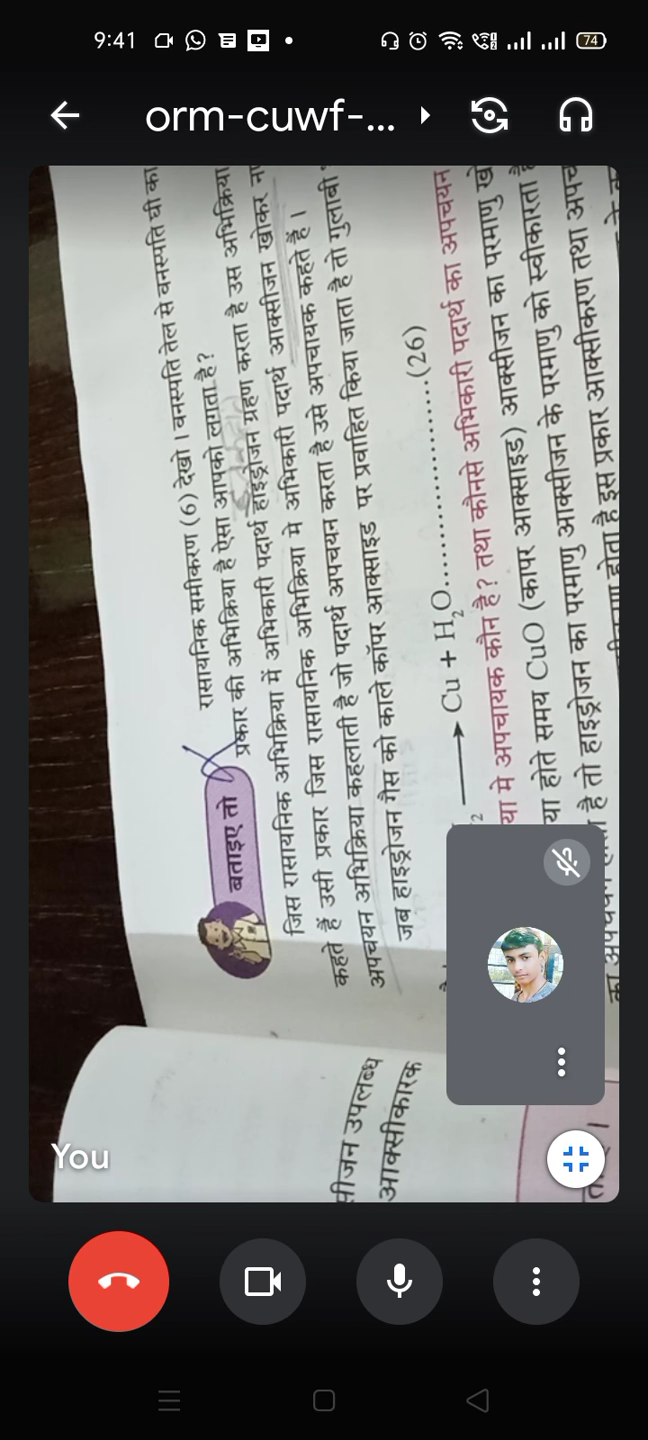 9:41
74
orm-cuwf-...
बताइए तो
रासायनिक समीकरण (6) देखो । वनस्पति तेल से वनस्पति घी का
प्रकार की अभिक्रिया है ऐसा आपको लगता है?
जिस रासायनिक अभिक्रिया में अभिकारी पदार्थ हाइड्रोजन ग्रहण करता है उस अभिक्रिया
कहते हैं उसी प्रकार जिस रासायनिक अभिक्रिया मे अभिकारी पदार्थ आक्सीजन खोकर
अपचयन अभिक्रिया कहलाती है जो पदार्थ अपचयन करता है उसे अपचायक कहते हैं ।
जब हाइड्रोजन गैस को काले कॉपर आक्साइड पर प्रवाहित किया जाता है तो गुलाबी
⟶ Cu + H₂O....................(26)
मे अपचायक कौन है? तथा कौनसे अभिकारी पदार्थ का अपचयन
होते समय CuO (कापर आक्साइड) आक्सीजन का परमाणु
है तो हाइड्रोजन का परमाणु आक्सीजन के परमाणु को स्वीकारता
का अपचयन होता है इस प्रकार आक्सीकरण तथा
उपलब्ध
आक्सीकारक
You